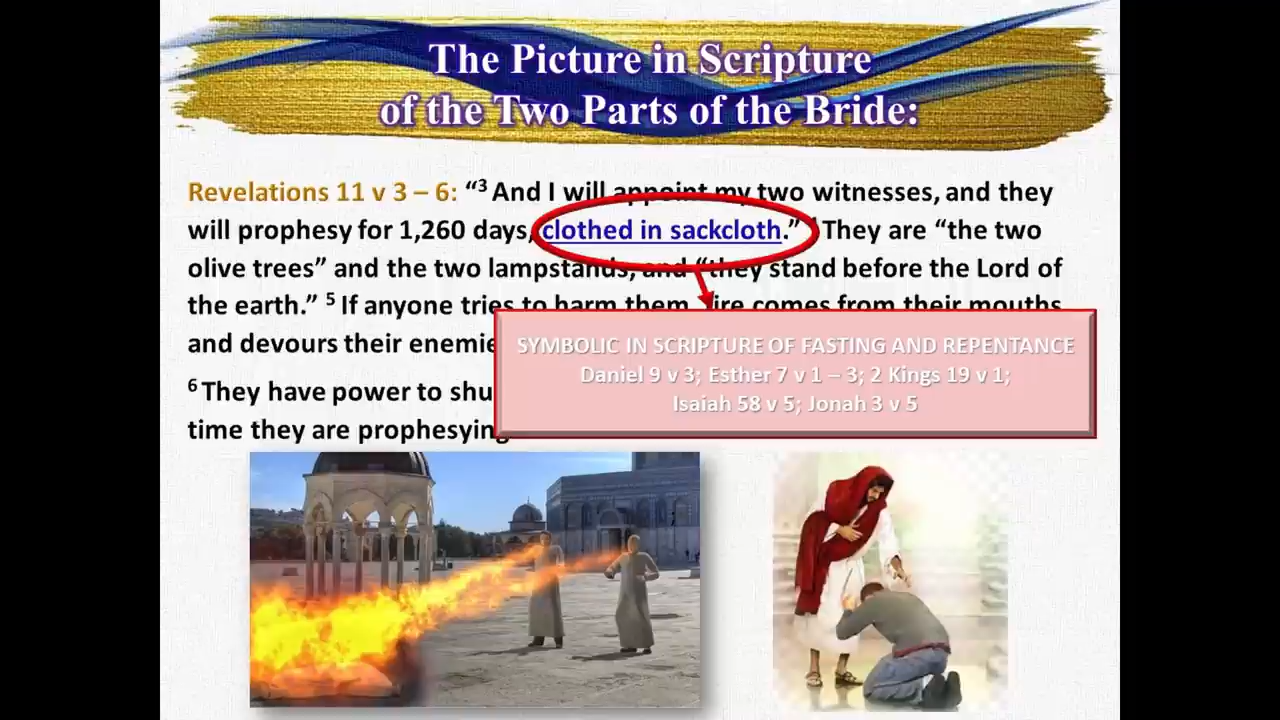 The Picture in Scripture
of the Two Parts of the Bride:
Revelations 11 v 3 – 6: “3 And I will appoint my two witnesses, and they
will prophesy for 1,260 days, clothed in sackcloth.” 4 They are “the two
olive trees” and the two lampstands, and “they stand before the Lord of
the earth.” 5 If anyone tries to harm them, fire comes from their mouths
and devours their enemie
SYMBOLIC IN SCRIPTURE OF FASTING AND REPENTANCE
Daniel 9 v 3; Esther 7 v 1 – 3; 2 Kings 19 v 1;
Isaiah 58 v 5; Jonah 3 v 5
6 They have power to shu
time they are prophesying